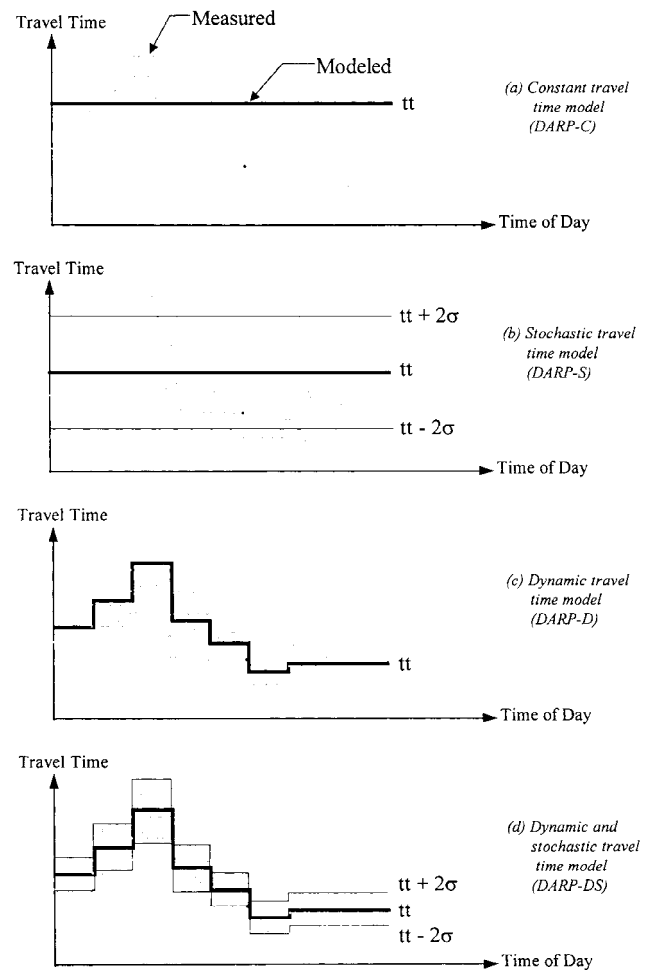 Travel Time
Measured
Modeled
tt
(a) Constant travel
time model
(DARP-C)
Time of Day
Travel Time
tt + 2σ
(b) Stochastic travel
time model
(DARP-S)
tt
tt - 2σ
Time of Day
Travel Time
(c) Dynamic travel
time model
(DARP-D)
tt
Time of Day
Travel Time
(d) Dynamic and
stochastic travel
time model
(DARP-DS)
tt + 2σ
tt
tt - 2σ
Time of Day